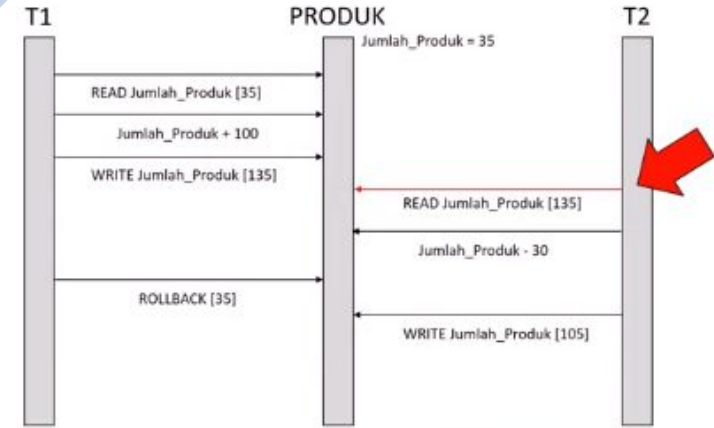 T1 PRODUK T2
Jumlah_Produk = 35
READ Jumlah_Produk [35]
Jumlah_Produk + 100
WRITE Jumlah_Produk [135]
READ Jumlah_Produk [135]
Jumlah_Produk - 30
ROLLBACK [35]
WRITE Jumlah_Produk [105]